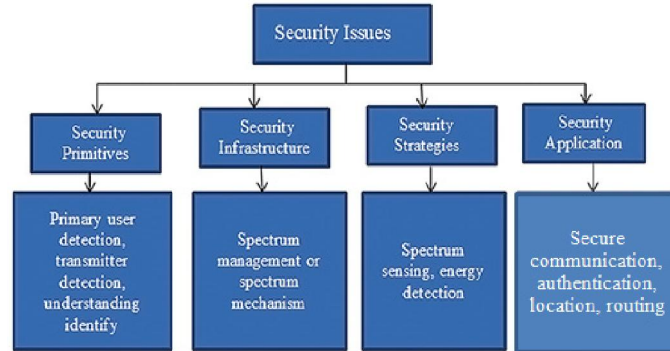 Security Issues
Security
Primitives
Security
Infrastructure
Security
Strategies
Security
Application
Primary user
detection,
transmitter
detection,
understanding
identify
Spectrum
management or
spectrum
mechanism
Spectrum
sensing, energy
detection
Secure
communication,
authentication,
location, routing